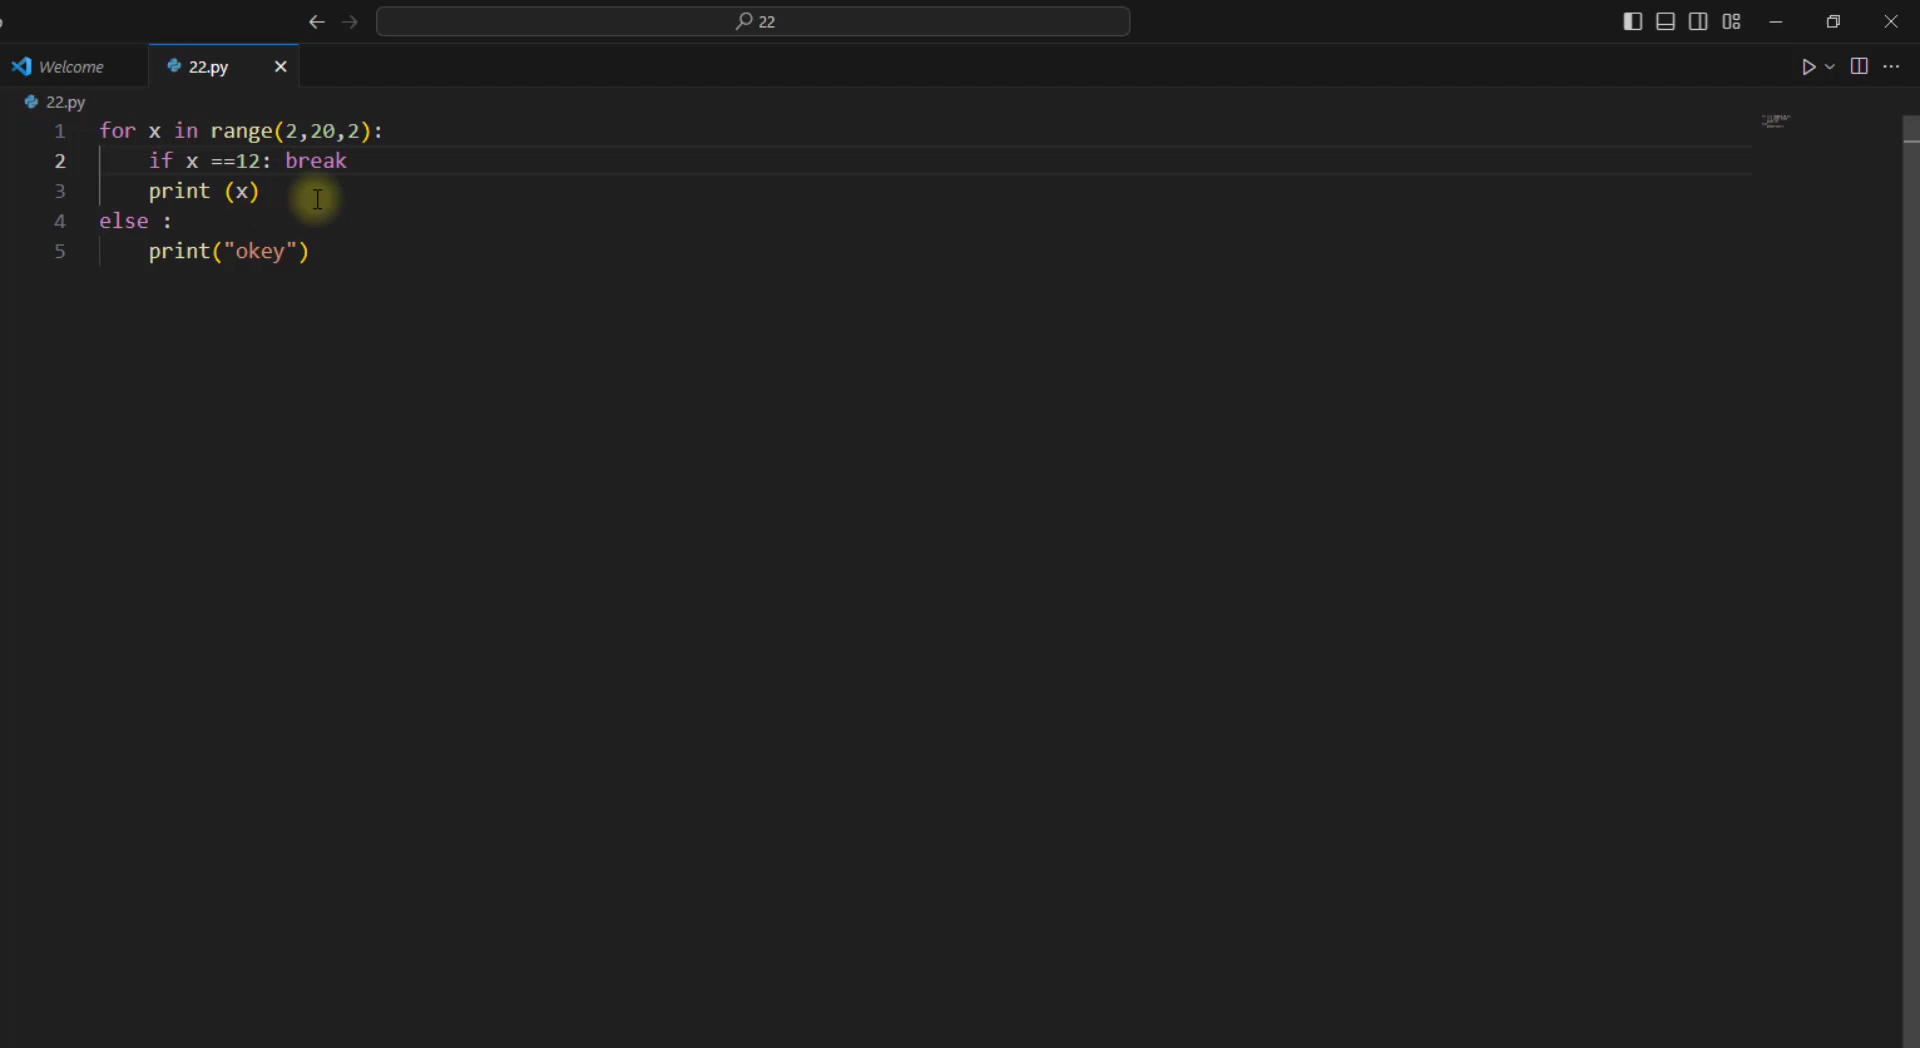 22
Welcome
22.py
22.py
1 for x in range(2,20,2):
2     if x ==12: break
3     print (x)
4 else :
5     print("okey")